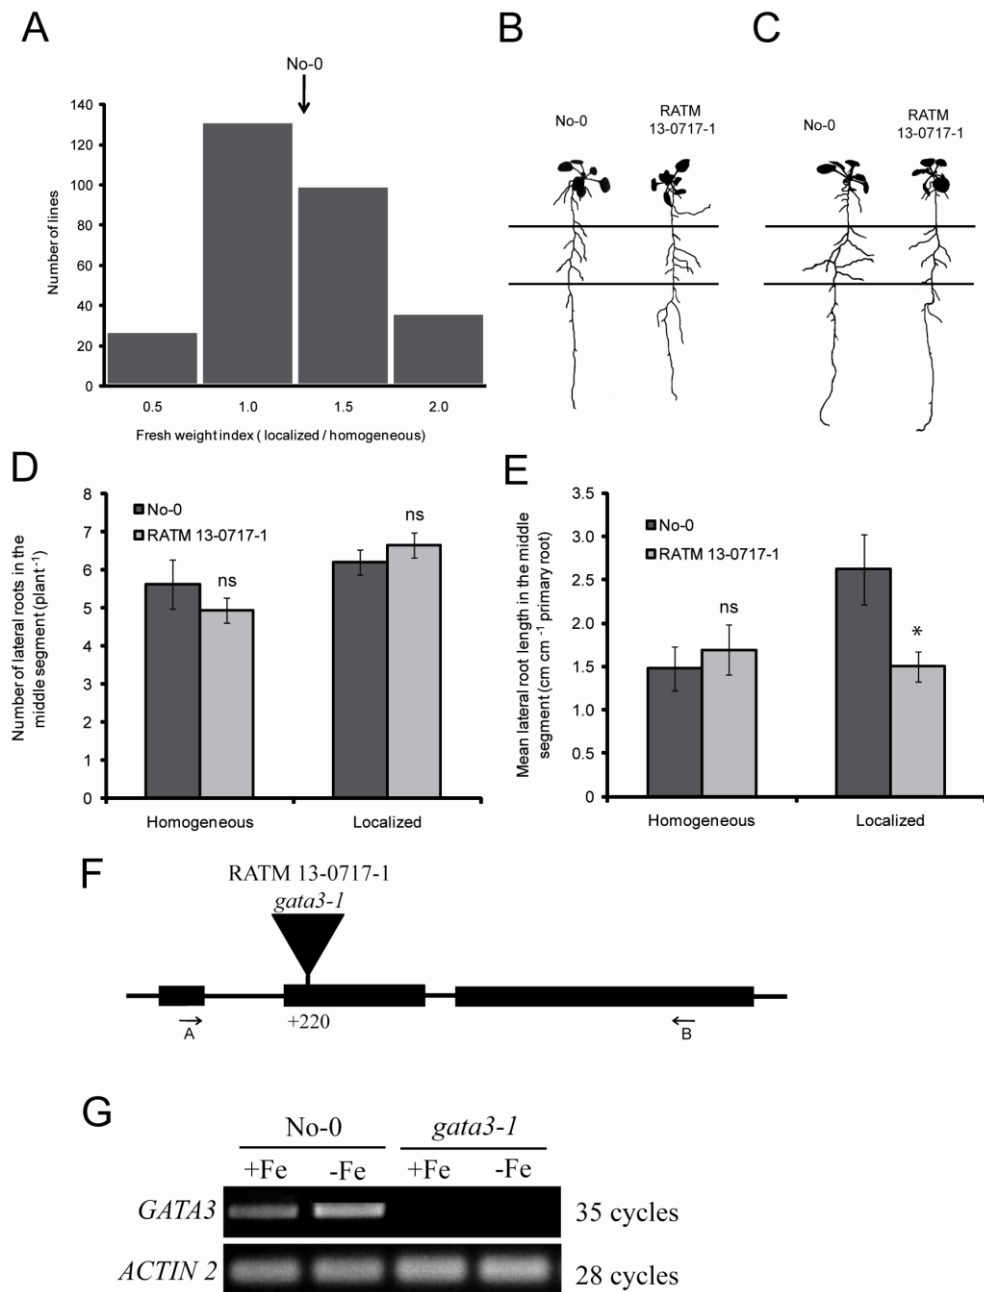 A
No-0
140
120
100
80
60
40
20
0
Number of lines
0.5 1.0 1.5 2.0
Fresh weight index ( localized / homogeneous)
B
No-0
RATM
13-0717-1
C
No-0
RATM
13-0717-1
D
8
7
6
5
4
3
2
1
0
Number of lateral roots in the
middle segment (plant⁻¹)
No-0
RATM 13-0717-1
ns
ns
Homogeneous Localized
E
3.5
3.0
2.5
2.0
1.5
1.0
0.5
0
Mean lateral root length in the middle
segment (cm cm ⁻¹ primary root)
No-0
RATM 13-0717-1
ns
*
Homogeneous Localized
F
RATM 13-0717-1
gata3-1
+220
A
B
G
No-0 gata3-1
+Fe -Fe +Fe -Fe
GATA3 35 cycles
ACTIN 2 28 cycles